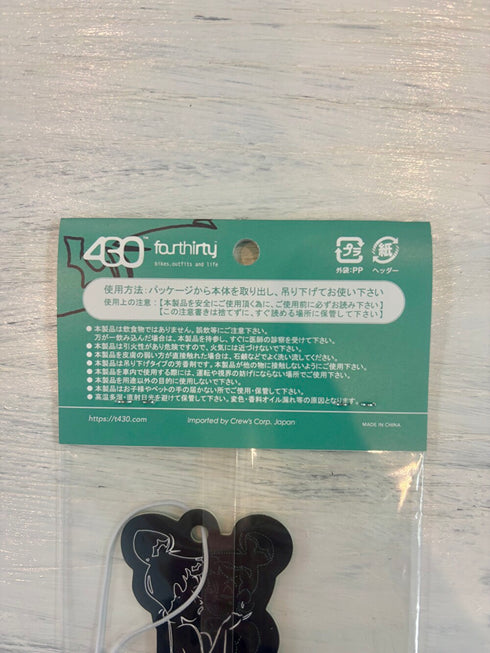 430 fourthirty
bikes,outfits and life
プラ
外袋:PP
紙
ヘッダー
使用方法:パッケージから本体を取り出し、吊り下げてお使い下さい
使用上の注意:【本製品を安全にご使用頂く為に、ご使用前に必ずお読み下さい】
【この注意書きは捨てずに、すぐ読める場所に保管して下さい】
●本製品は飲食物ではありません。誤飲等にご注意下さい。
万が一飲み込んだ場合は、本製品を持参し、すぐに医師の診察を受けて下さい。
●本製品は引火性があり危険ですので、火気には近づけないで下さい。
●本製品を皮膚の弱い方が直接触れた場合は、石鹸などでよく洗い流してください。
●本製品は吊り下げタイプの芳香剤です。本製品が他の物に接触しないようにご使用下さい。
●本製品を車内で使用する際には、運転や視界の妨げにならない場所でご使用下さい。
●本製品を用途以外の目的に使用しないで下さい。
●本製品はお子様やペットの手の届かない所でご使用・保管して下さい。
●高温多湿・直射日光を避けて保管して下さい。変色・香料オイル漏れ等の原因となります。
https://t430.com
Imported by Crew's Corp. Japan
MADE IN CHINA